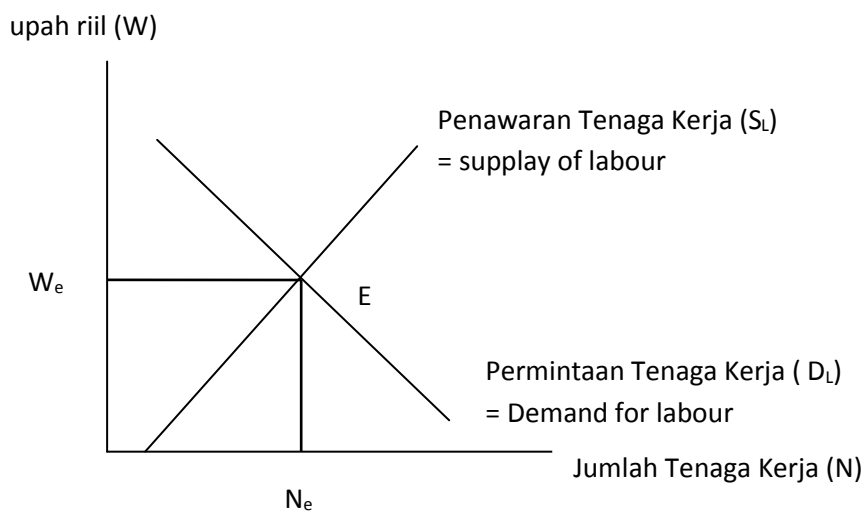 upah riil (W)
Penawaran Tenaga Kerja (SL)
= supplay of labour
We
E
Permintaan Tenaga Kerja ( DL)
= Demand for labour
Jumlah Tenaga Kerja (N)
Ne